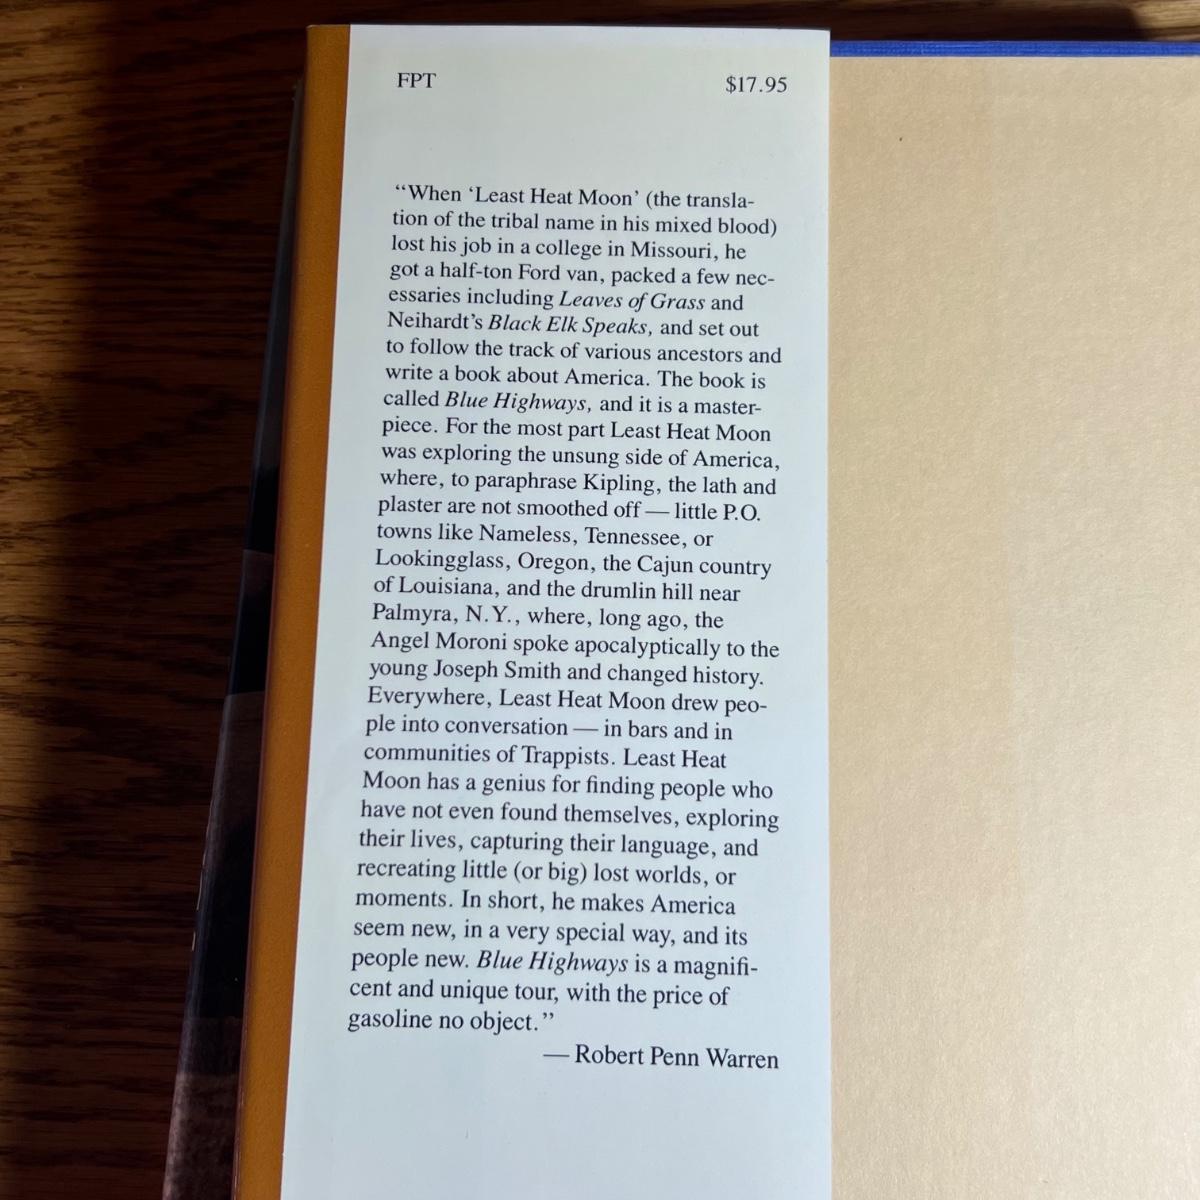 FPT $17.95
“When ‘Least Heat Moon’ (the transla-
tion of the tribal name in his mixed blood)
lost his job in a college in Missouri, he
got a half-ton Ford van, packed a few nec-
essaries including Leaves of Grass and
Neihardt’s Black Elk Speaks, and set out
to follow the track of various ancestors and
write a book about America. The book is
called Blue Highways, and it is a master-
piece. For the most part Least Heat Moon
was exploring the unsung side of America,
where, to paraphrase Kipling, the lath and
plaster are not smoothed off — little P.O.
towns like Nameless, Tennessee, or
Lookingglass, Oregon, the Cajun country
of Louisiana, and the drumlin hill near
Palmyra, N.Y., where, long ago, the
Angel Moroni spoke apocalyptically to the
young Joseph Smith and changed history.
Everywhere, Least Heat Moon drew peo-
ple into conversation — in bars and in
communities of Trappists. Least Heat
Moon has a genius for finding people who
have not even found themselves, exploring
their lives, capturing their language, and
recreating little (or big) lost worlds, or
moments. In short, he makes America
seem new, in a very special way, and its
people new. Blue Highways is a magnifi-
cent and unique tour, with the price of
gasoline no object.”
— Robert Penn Warren